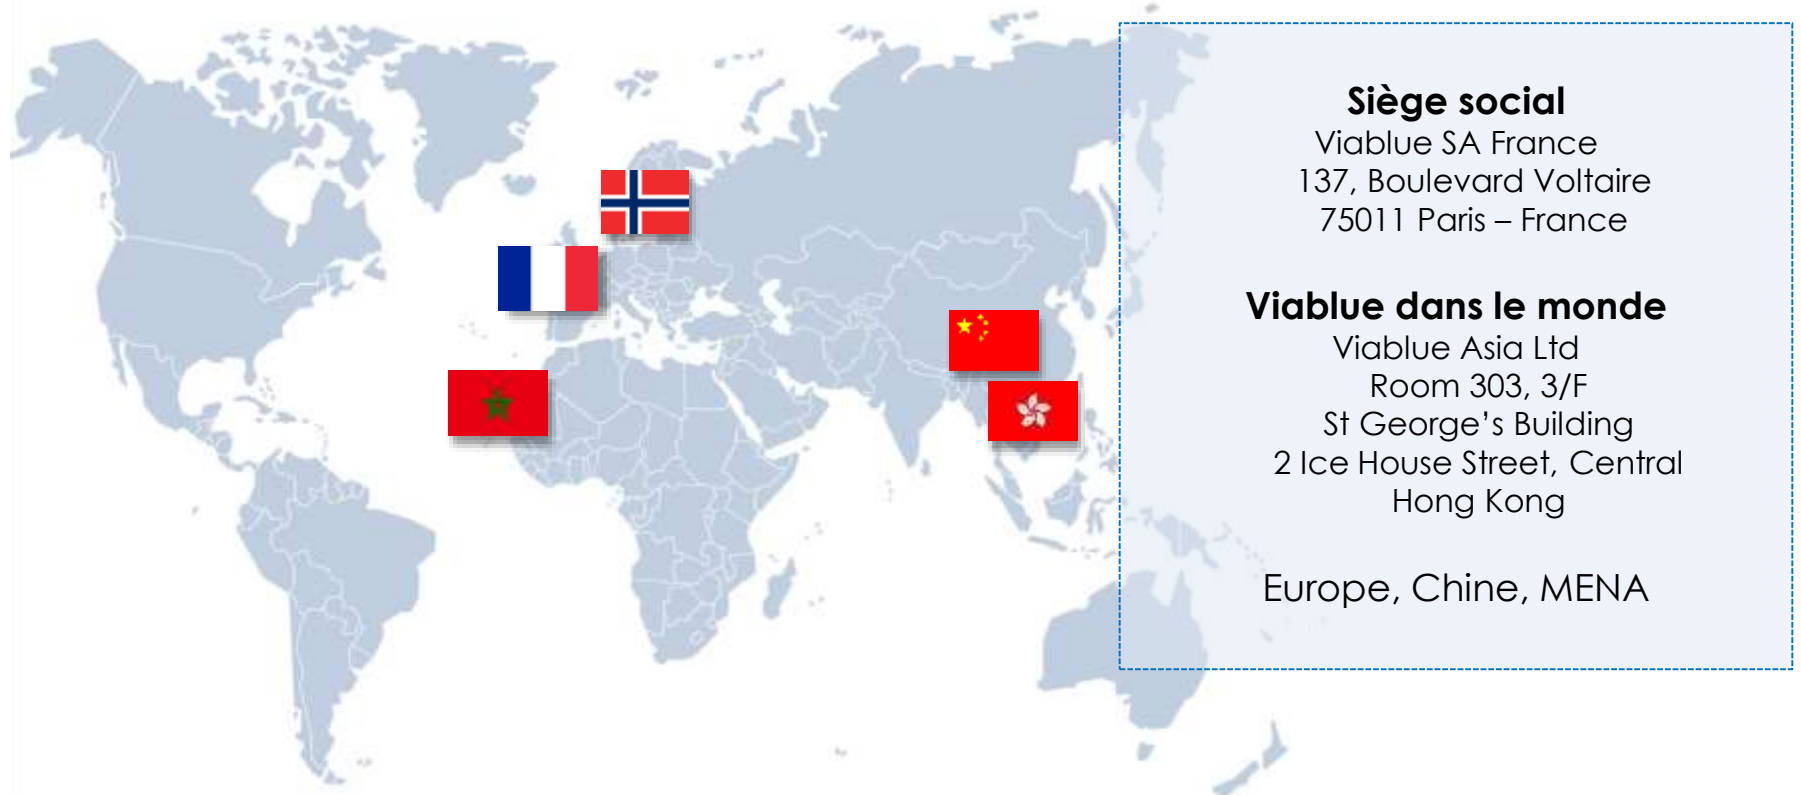 Siège social
Viablue SA France
137, Boulevard Voltaire
75011 Paris – France
Viablue dans le monde
Viablue Asia Ltd
Room 303, 3/F
St George’s Building
2 Ice House Street, Central
Hong Kong
Europe, Chine, MENA